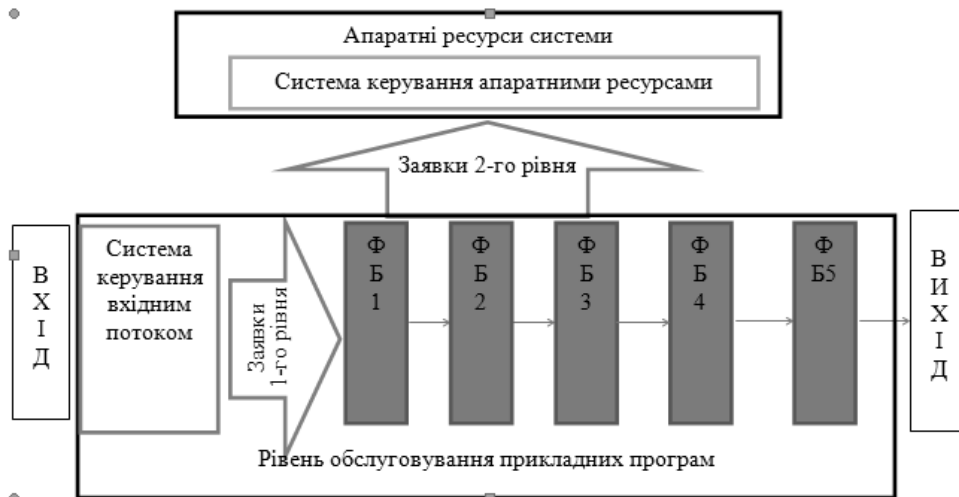 Апаратні ресурси системи
Система керування апаратними ресурсами
Заявки 2-го рівня
В
Х
І
Д
Система
керування
вхідним
потоком
Заявки
1-го рівня
Ф
Б
1
Ф
Б
2
Ф
Б
3
Ф
Б
4
Ф
Б5
В
И
Х
І
Д
Рівень обслуговування прикладних програм